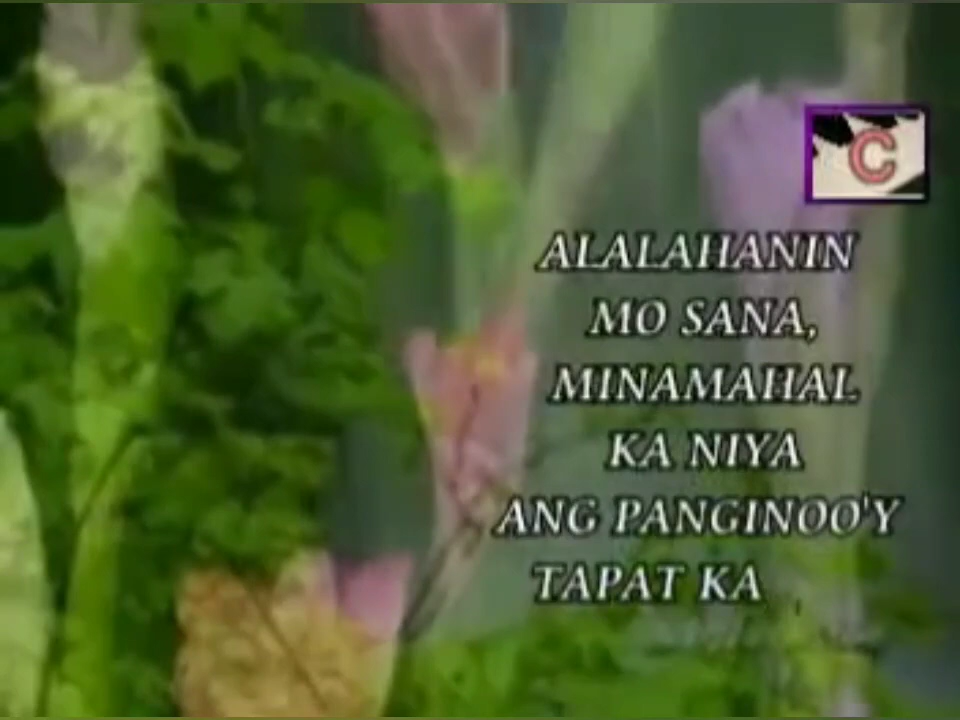 C
ALALAHANIN
MO SANA,
MINAMAHAL
KA NIYA
ANG PANGINOO'Y
TAPAT KA